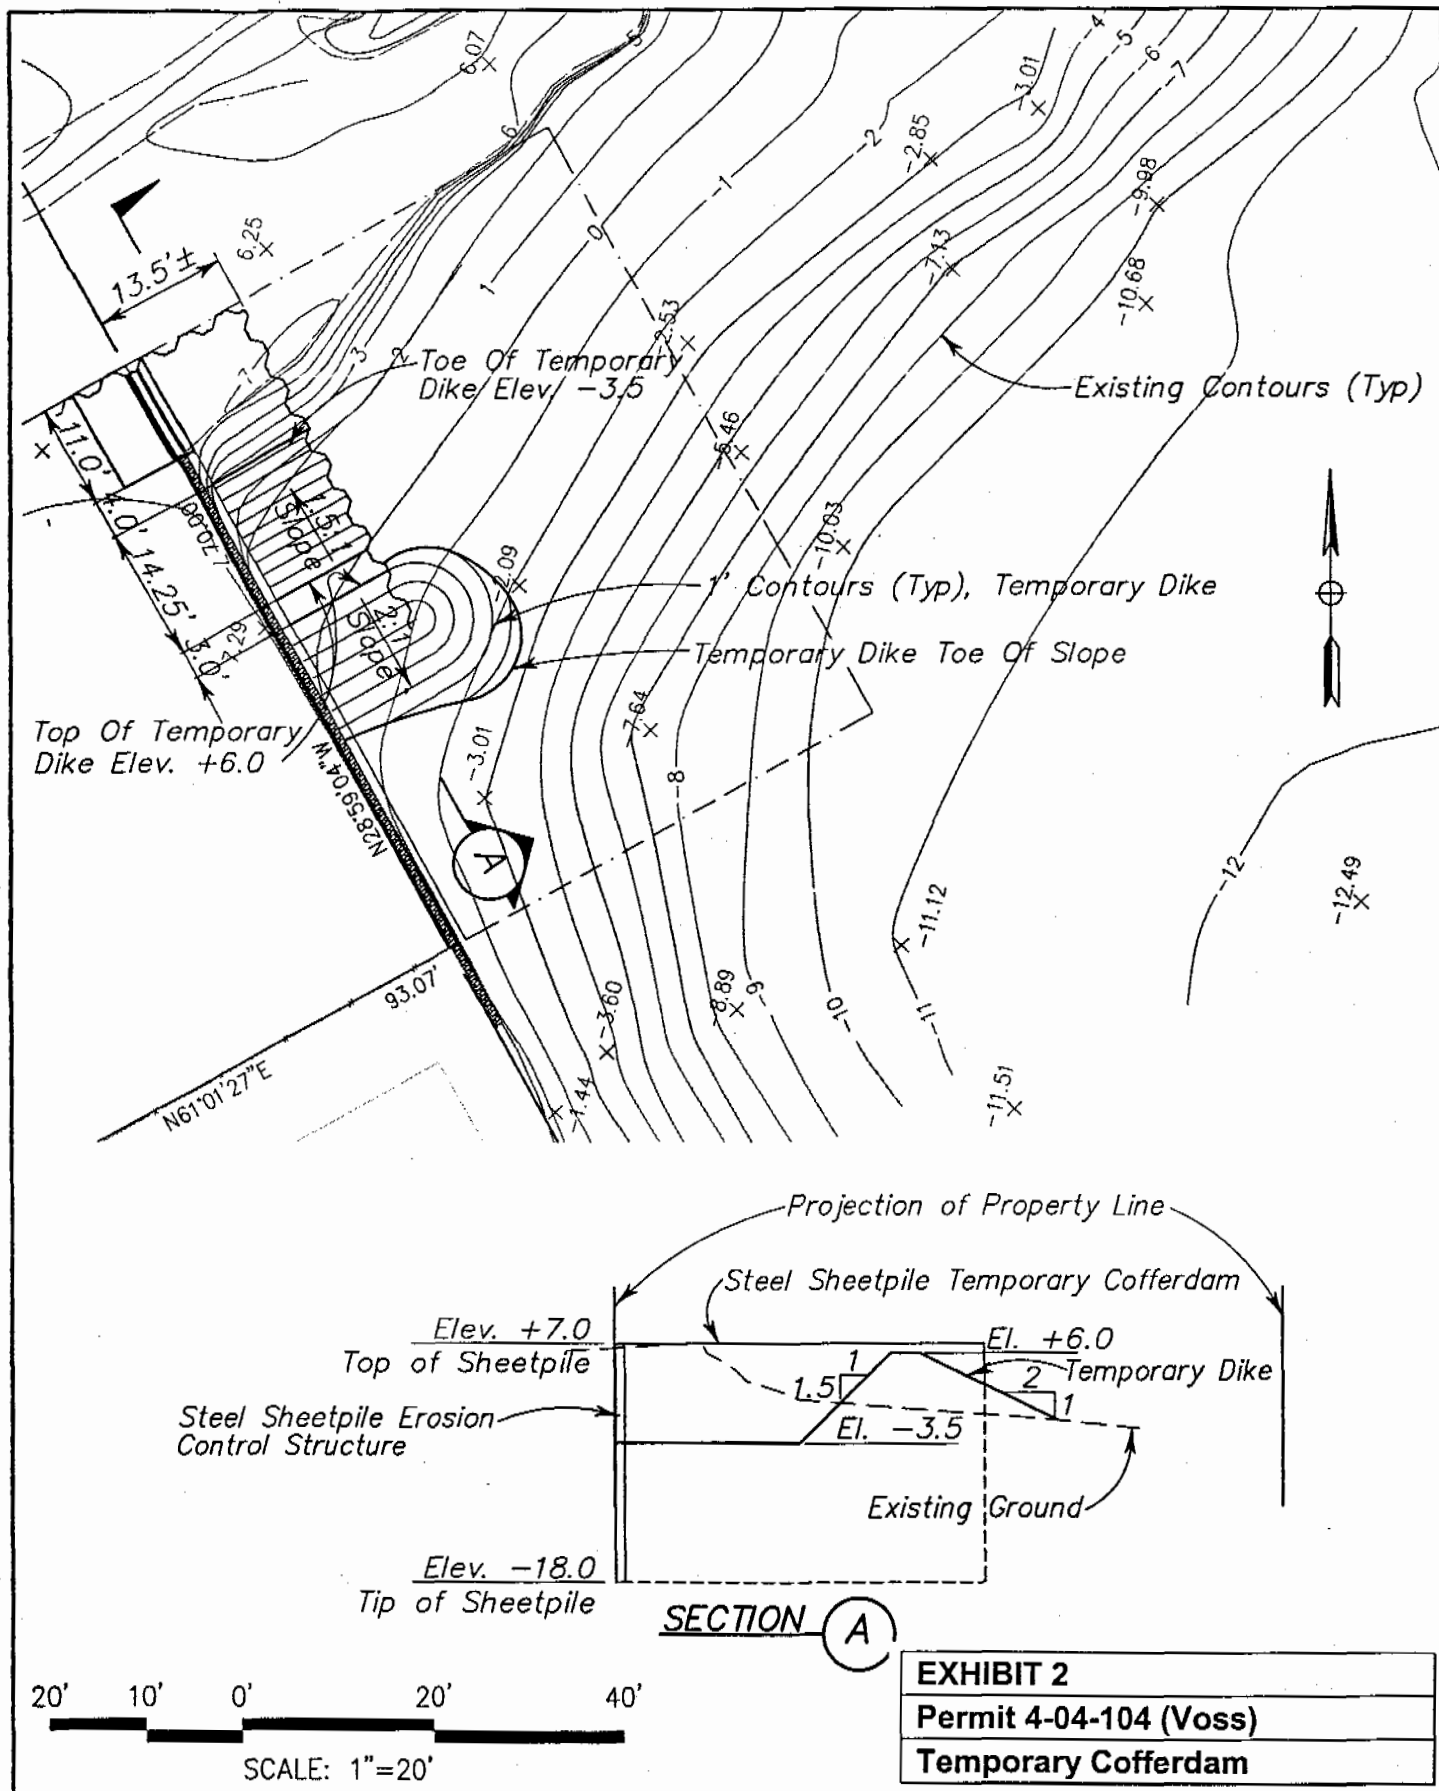 6.07
5
-4
-5
-6
-7
-3.01
-2
-2.85
6
-1
-9.98
6.25
0
-7.13
-10.68
13.5'±
1
-2.53
3
2
Toe Of Temporary
Dike Elev. -3.5
Existing Contours (Typ)
7
11.0'
-5.46
4.0'
70.00
1.5:1
Slope
-10.03
14.25'
-2.09
1' Contours (Typ), Temporary Dike
2:1
Slope
7.29
3.0'
Temporary Dike Toe Of Slope
Top Of Temporary
Dike Elev. +6.0
-7.64
-3.01
N28°59'04"W
-8
A
-12
-12.49
-11.12
93.07'
-3.60
-8.89
-9
-10
-11
N61°01'27"E
-1.44
-11.51
Projection of Property Line
Steel Sheetpile Temporary Cofferdam
Elev. +7.0
Top of Sheetpile
El. +6.0
1
1.5
2
1
Temporary Dike
Steel Sheetpile Erosion
Control Structure
El. -3.5
Existing Ground
Elev. -18.0
Tip of Sheetpile
SECTION A
20' 10' 0' 20' 40'
SCALE: 1"=20'
EXHIBIT 2
Permit 4-04-104 (Voss)
Temporary Cofferdam